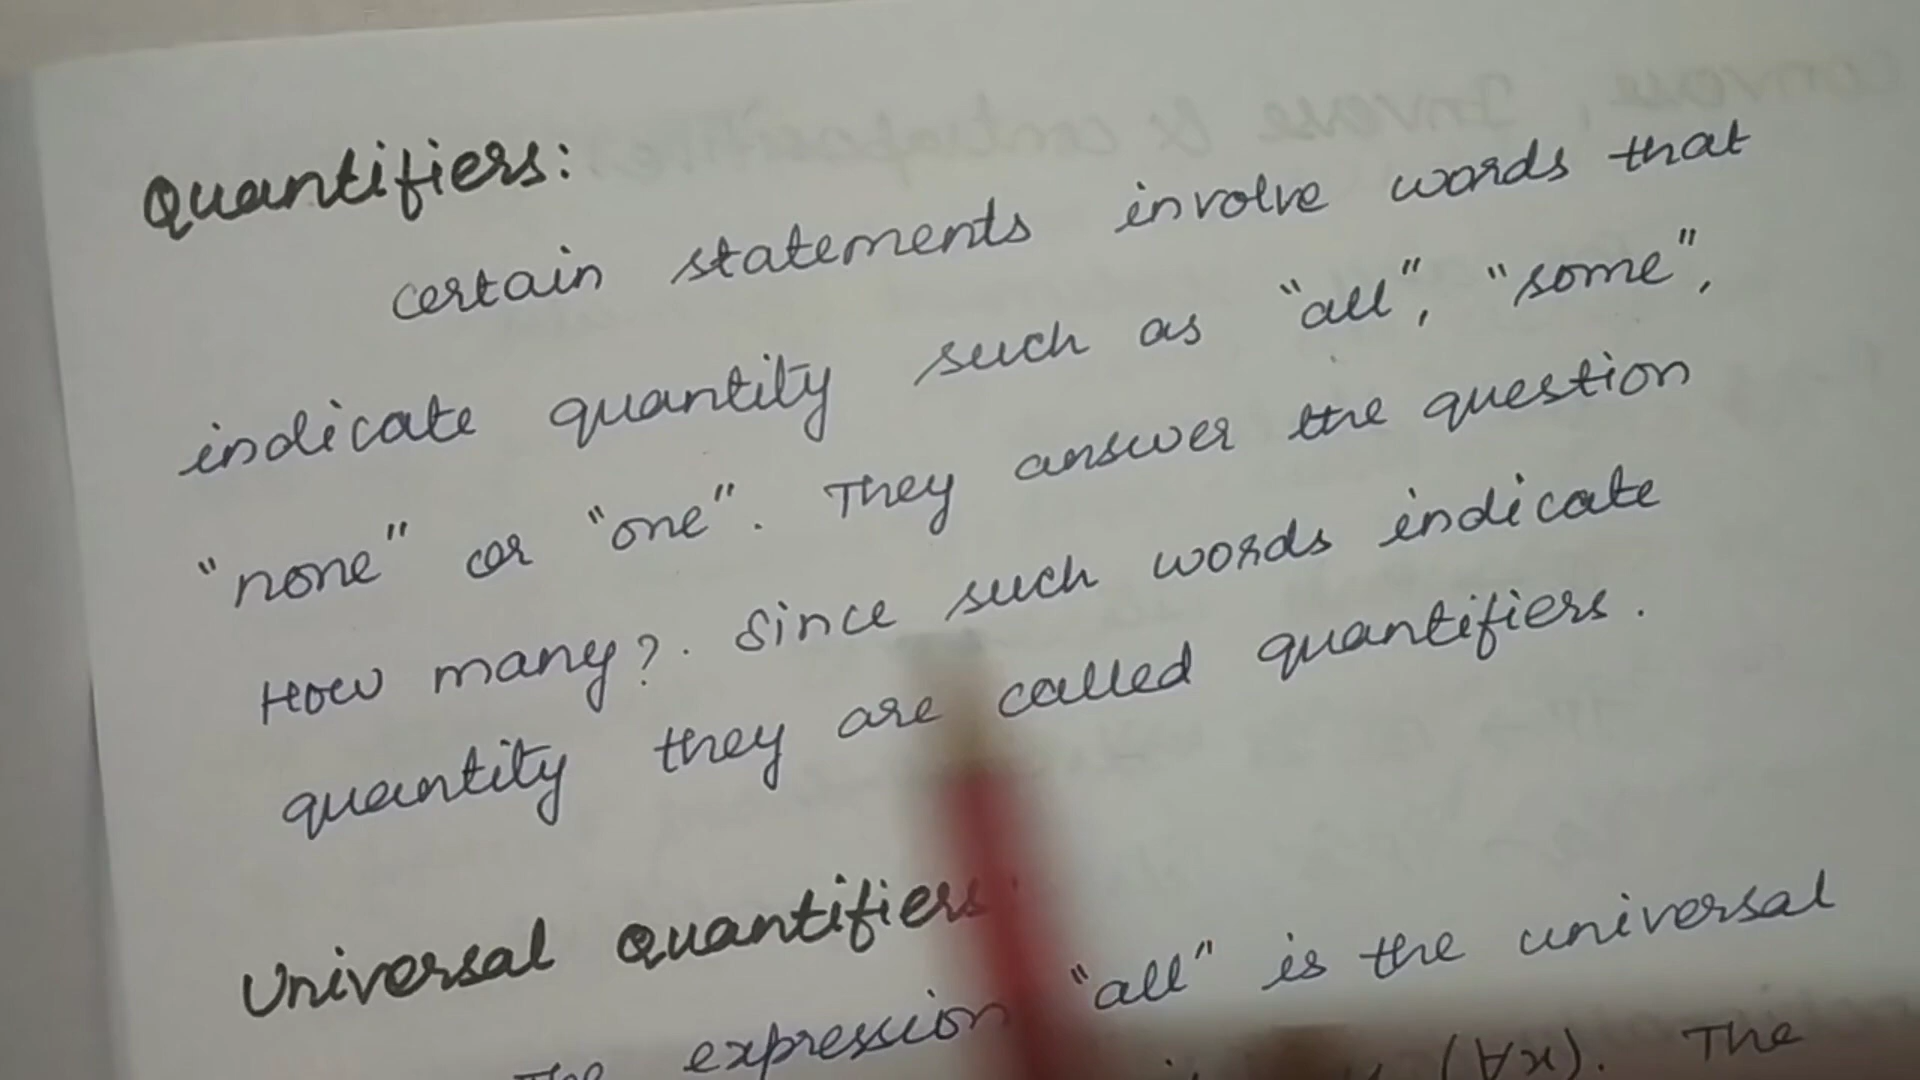 Quantifiers:
certain statements involve words that
indicate quantity such as "all", "some",
"none" or "one". They answer the question
How many?. Since such words indicate
quantity they are called quantifiers.
Universal Quantifiers
The expression "all" is the universal
(∀x). The